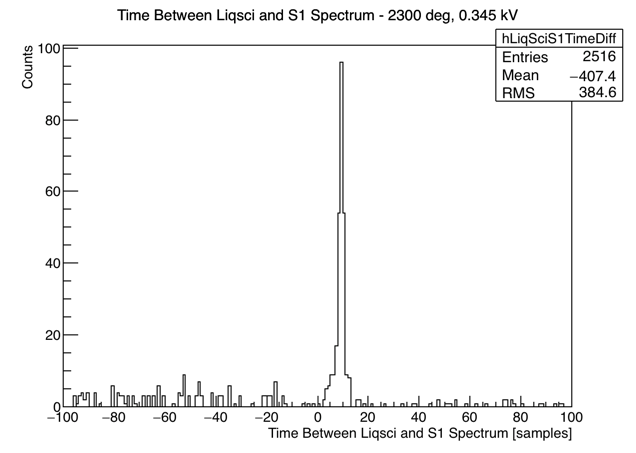 Time Between Liqsci and S1 Spectrum - 2300 deg, 0.345 kV
hLiqSciS1TimeDiff
Entries 2516
Mean −407.4
RMS 384.6
Counts
100
80
60
40
20
0
−100 −80 −60 −40 −20 0 20 40 60 80 100
Time Between Liqsci and S1 Spectrum [samples]